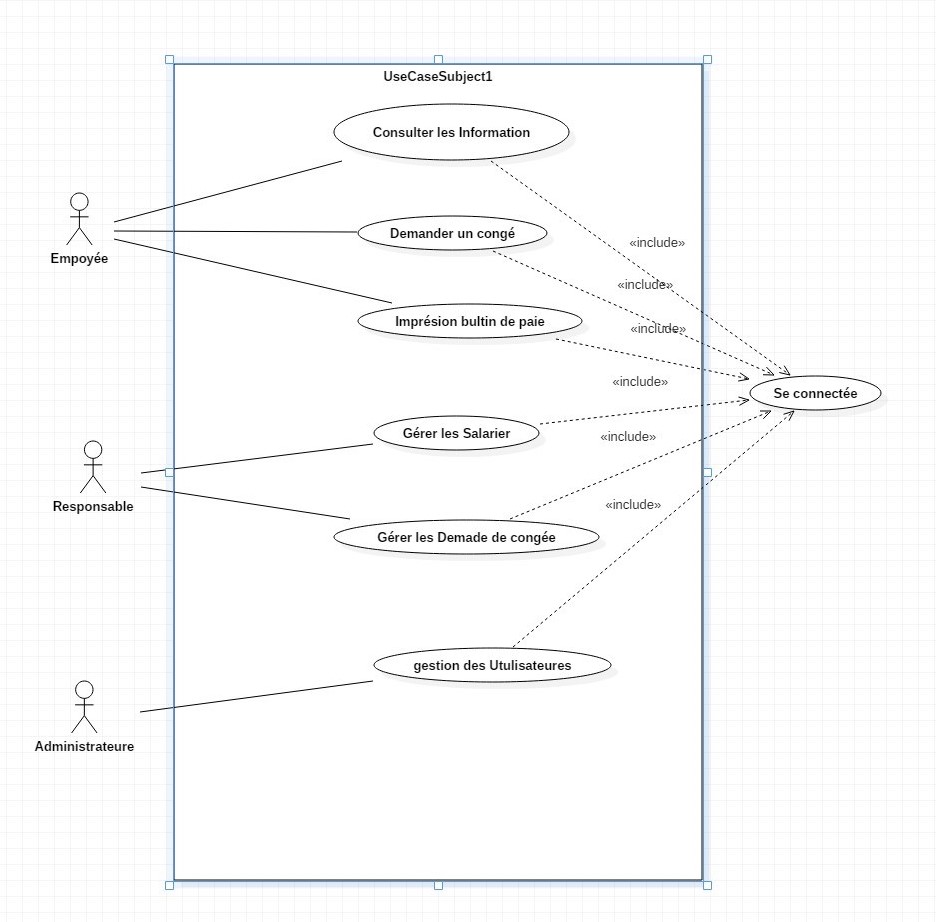 UseCaseSubject1
Consulter les Information
Demander un congé
«include»
Empoyée
«include»
Imprésion bultin de paie
«include»
«include»
Se connectée
Gérer les Salarier
«include»
Responsable
«include»
Gérer les Demade de congée
gestion des Utulisateures
Administrateure